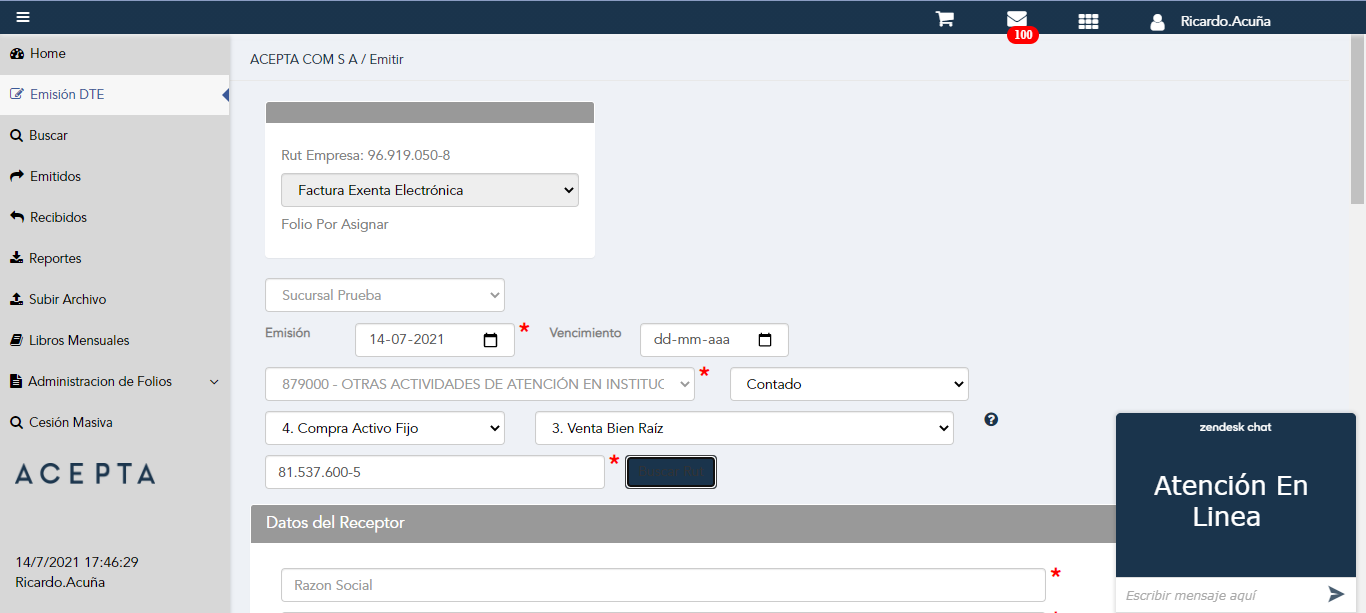 100
Ricardo.Acuña
Home
Emisión DTE
Buscar
Emitidos
Recibidos
Reportes
Subir Archivo
Libros Mensuales
Administracion de Folios
Cesión Masiva
ACEPTA
14/7/2021 17:46:29
Ricardo.Acuña
ACEPTA COM S A / Emitir
Rut Empresa: 96.919.050-8
Factura Exenta Electrónica
Folio Por Asignar
Sucursal Prueba
Emisión 14-07-2021 * Vencimiento dd-mm-aaa
879000 - OTRAS ACTIVIDADES DE ATENCIÓN EN INSTITUC * Contado
4. Compra Activo Fijo 3. Venta Bien Raíz ?
81.537.600-5 *
Datos del Receptor
Razon Social *
zendesk chat
Atención En
Linea
Escribir mensaje aquí